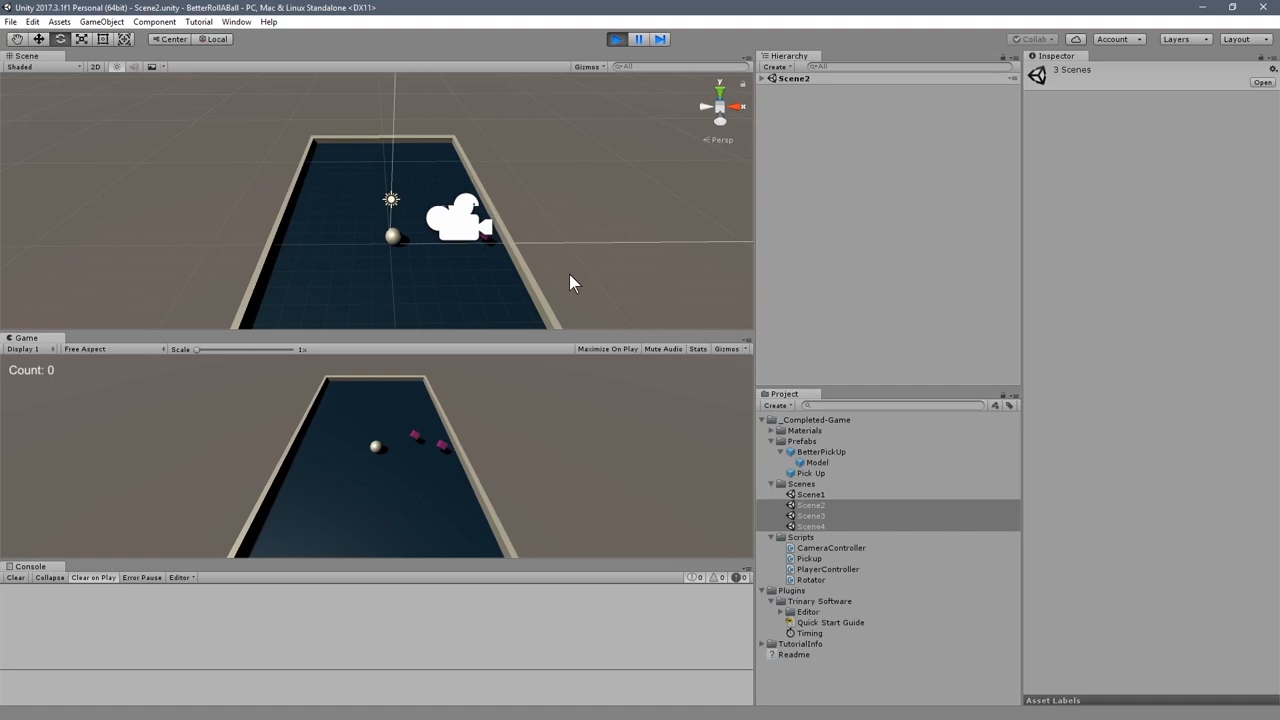 Unity 2017.3.1f1 Personal (64bit) - Scene2.unity - BetterRollABall - PC, Mac & Linux Standalone <DX11>
File Edit Assets GameObject Component Tutorial Window Help
Center Local Collab Account Layers Layout
Scene
Shaded 2D Gizmos All
y
x
Persp
Game
Display 1 Free Aspect Scale 1x Maximize On Play Mute Audio Stats Gizmos
Count: 0
Console
Clear Collapse Clear on Play Error Pause Editor 0 0 0
Hierarchy
Create All
Scene2
Project
Create
_Completed-Game
Materials
Prefabs
BetterPickUp
Model
Pick Up
Scenes
Scene1
Scene2
Scene3
Scene4
Scripts
CameraController
Pickup
PlayerController
Rotator
Plugins
Trinary Software
Editor
Quick Start Guide
Timing
TutorialInfo
Readme
Inspector
3 Scenes
Open
Asset Labels